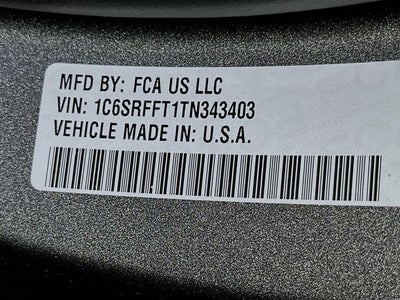 MFD BY: FCA US LLC
VIN: 1C6SRFFT1TN343403
VEHICLE MADE IN: U.S.A.